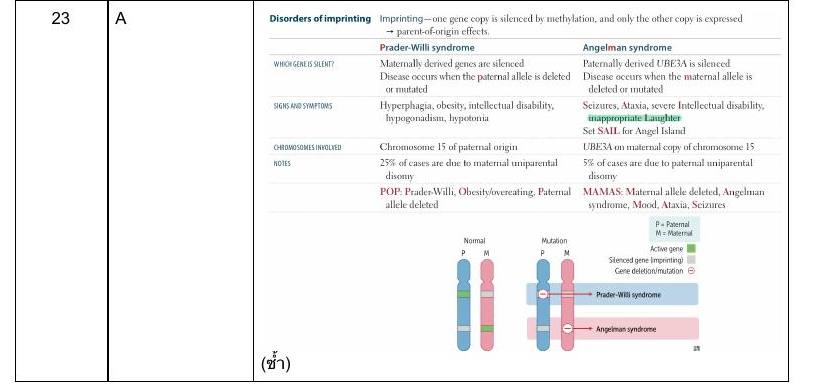 23
A
Disorders of imprinting
Imprinting—one gene copy is silenced by methylation, and only the other copy is expressed
→ parent-of-origin effects.
Prader-Willi syndrome
Angelman syndrome
WHICH GENE IS SILENT?
Maternally derived genes are silenced
Disease occurs when the paternal allele is deleted
or mutated
Paternally derived UBE3A is silenced
Disease occurs when the maternal allele is
deleted or mutated
SIGNS AND SYMPTOMS
Hyperphagia, obesity, intellectual disability,
hypogonadism, hypotonia
Seizures, Ataxia, severe Intellectual disability,
inappropriate Laughter
Set SAIL for Angel Island
CHROMOSOMES INVOLVED
Chromosome 15 of paternal origin
UBE3A on maternal copy of chromosome 15
NOTES
25% of cases are due to maternal uniparental
disomy
5% of cases are due to paternal uniparental
disomy
POP: Prader-Willi, Obesity/overeating, Paternal
allele deleted
MAMAS: Maternal allele deleted, Angelman
syndrome, Mood, Ataxia, Seizures
P = Paternal
M = Maternal
Normal
Mutation
P
M
P
M
Active gene
Silenced gene (imprinting)
Gene deletion/mutation
Prader-Willi syndrome
Angelman syndrome
(ซ้ำ)